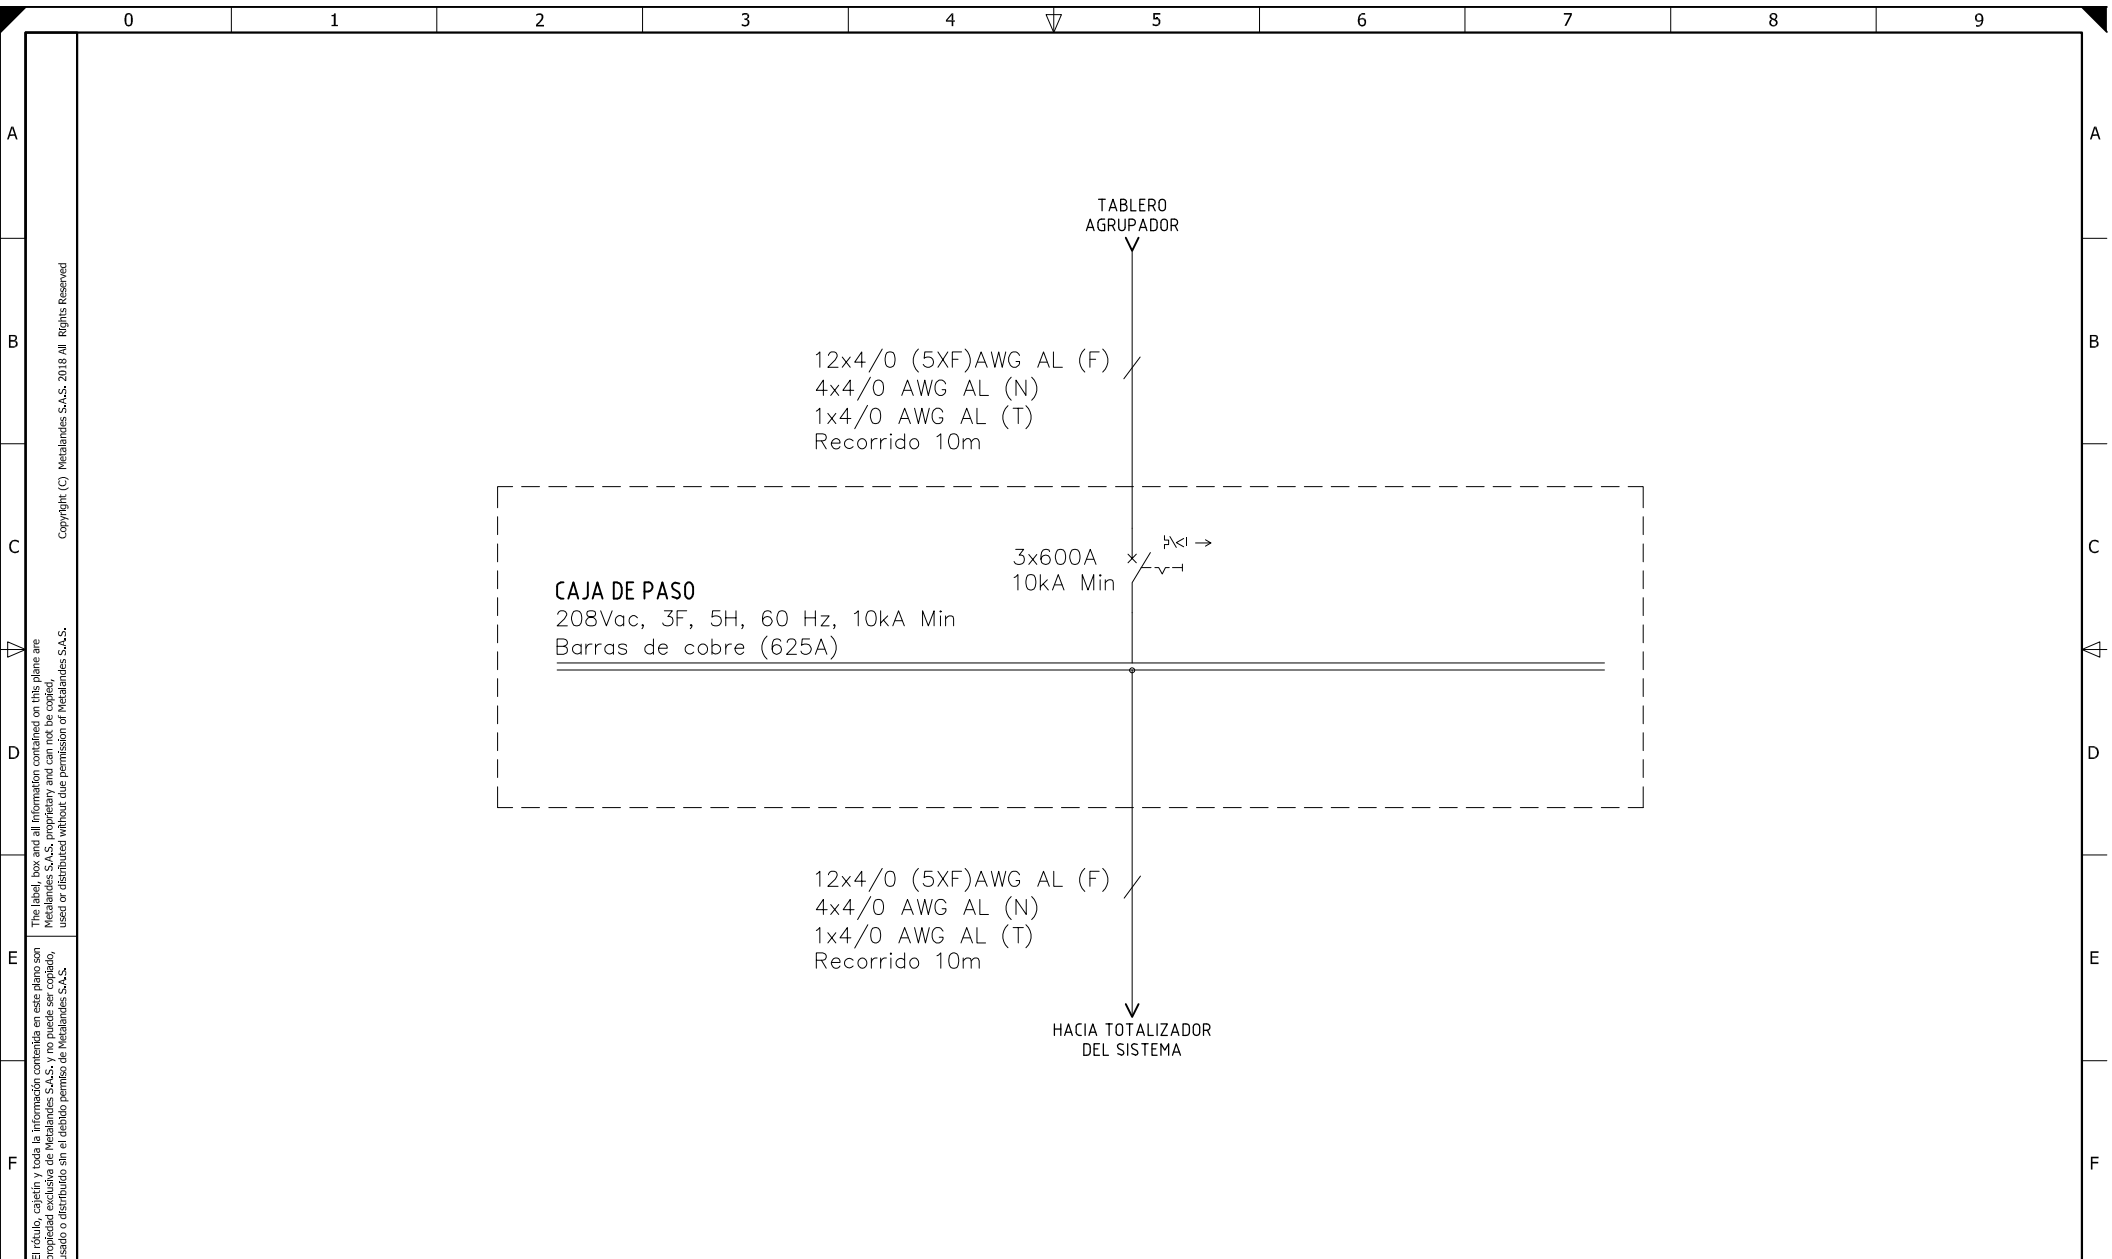 0 1 2 3 4 5 6 7 8 9
A A
B B
C C
D D
E E
F F
TABLERO
AGRUPADOR
12x4/0 (5XF)AWG AL (F)
4x4/0 AWG AL (N)
1x4/0 AWG AL (T)
Recorrido 10m
3x600A
10kA Min
CAJA DE PASO
208Vac, 3F, 5H, 60 Hz, 10kA Min
Barras de cobre (625A)
12x4/0 (5XF)AWG AL (F)
4x4/0 AWG AL (N)
1x4/0 AWG AL (T)
Recorrido 10m
HACIA TOTALIZADOR
DEL SISTEMA
The label, box and all information contained on this plane are
Metalandes S.A.S. proprietary and can not be copied,
used or distributed without due permission of Metalandes S.A.S. Copyright (C) Metalandes S.A.S. 2018 All Rights Reserved
El rótulo, cajetín y toda la información contenida en este plano son
propiedad exclusiva de Metalandes S.A.S. y no puede ser copiado,
usado o distribuído sin el debido permiso de Metalandes S.A.S.